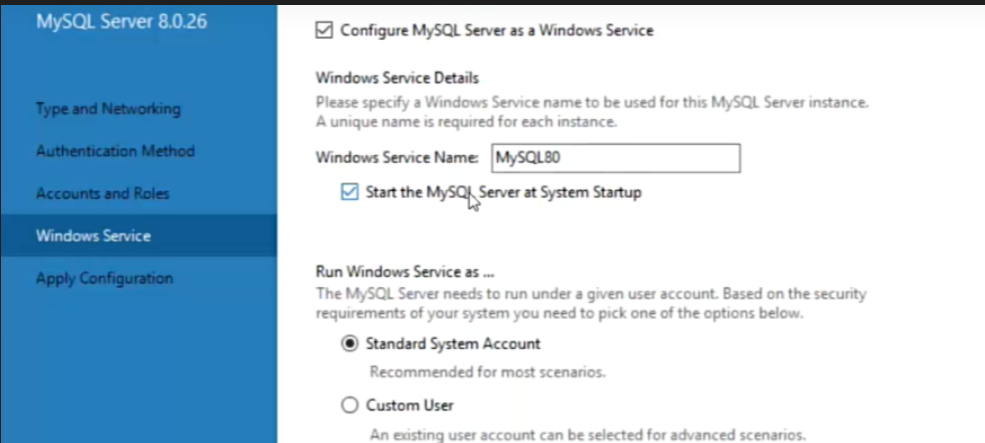 MySQL Server 8.0.26
Type and Networking
Authentication Method
Accounts and Roles
Windows Service
Apply Configuration
Configure MySQL Server as a Windows Service
Windows Service Details
Please specify a Windows Service name to be used for this MySQL Server instance.
A unique name is required for each instance.
Windows Service Name: MySQL80
Start the MySQL Server at System Startup
Run Windows Service as ...
The MySQL Server needs to run under a given user account. Based on the security
requirements of your system you need to pick one of the options below.
Standard System Account
Recommended for most scenarios.
Custom User
An existing user account can be selected for advanced scenarios.